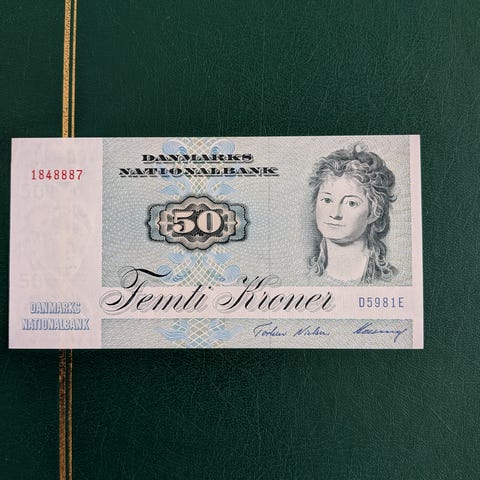 1848887
DANMARKS
NATIONALBANK
50
Femti Kroner
D5981E
DANMARKS
NATIONALBANK